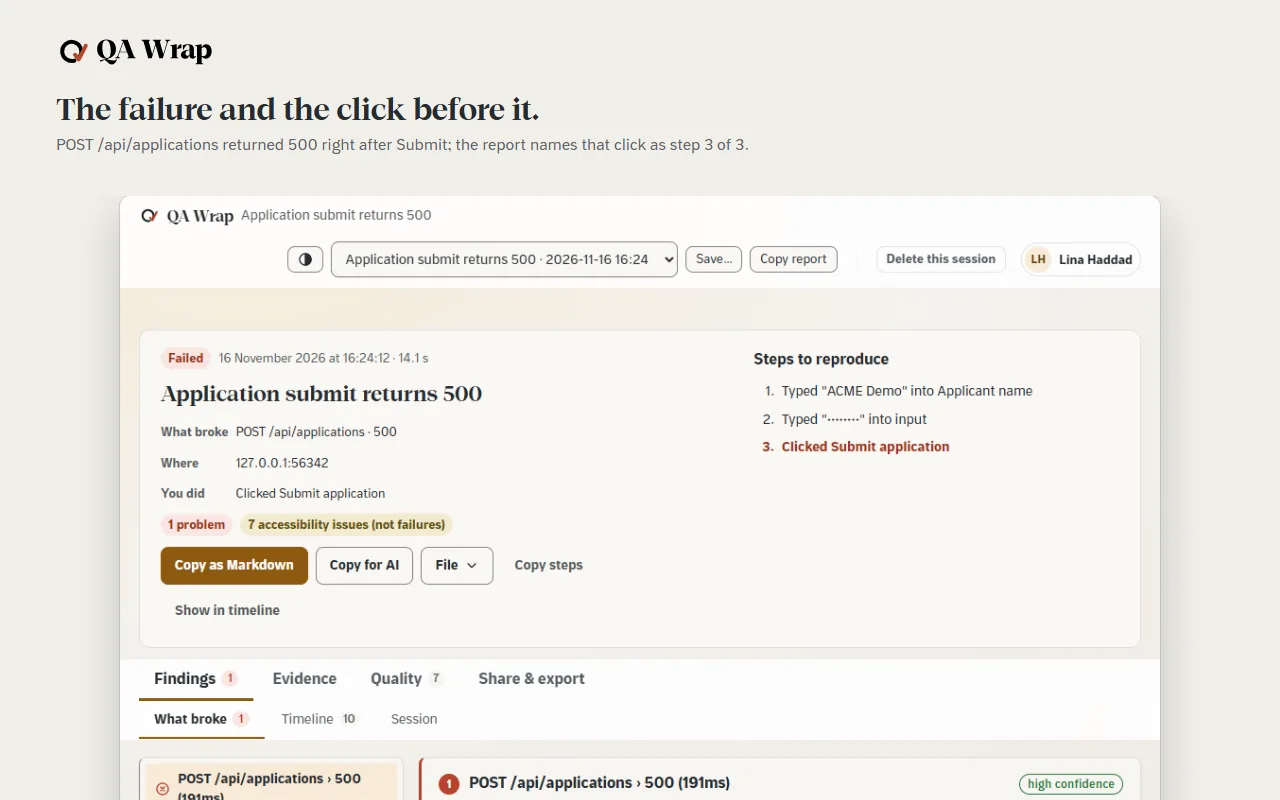 QA Wrap
The failure and the click before it.
POST /api/applications returned 500 right after Submit; the report names that click as step 3 of 3.
QA Wrap Application submit returns 500
Application submit returns 500 · 2026-11-16 16:24
Save...
Copy report
Delete this session
LH Lina Haddad
Failed 16 November 2026 at 16:24:12 · 14.1 s
Application submit returns 500
What broke POST /api/applications · 500
Where 127.0.0.1:56342
You did Clicked Submit application
1 problem 7 accessibility issues (not failures)
Copy as Markdown Copy for AI File Copy steps
Show in timeline
Steps to reproduce
1. Typed "ACME Demo" into Applicant name
2. Typed "········" into input
3. Clicked Submit application
Findings 1 Evidence Quality 7 Share & export
What broke 1 Timeline 10 Session
POST /api/applications › 500
(191ms)
1 POST /api/applications › 500 (191ms)
high confidence